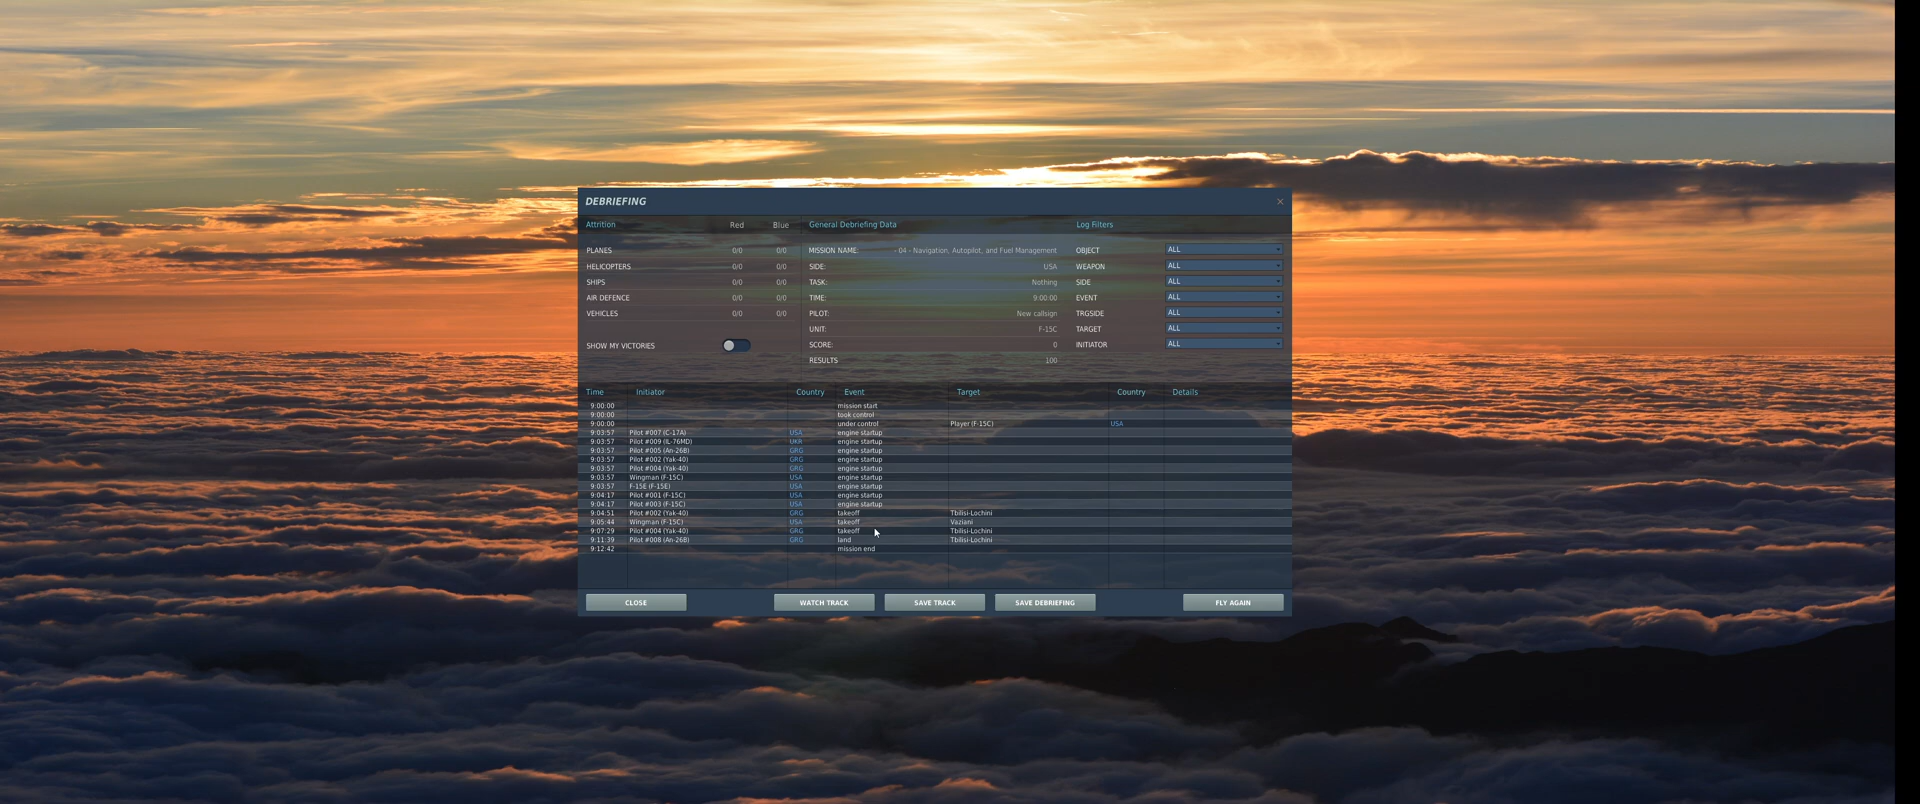 DEBRIEFING
Attrition Red Blue General Debriefing Data Log Filters
PLANES 0/0 0/0 MISSION NAME: - 04 - Navigation, Autopilot, and Fuel Management OBJECT ALL
HELICOPTERS 0/0 0/0 SIDE: USA WEAPON ALL
SHIPS 0/0 0/0 TASK: Nothing SIDE ALL
AIR DEFENCE 0/0 0/0 TIME: 9:00:00 EVENT ALL
VEHICLES 0/0 0/0 PILOT: New callsign TRGSIDE ALL
UNIT: F-15C TARGET ALL
SHOW MY VICTORIES SCORE: 0 INITIATOR ALL
RESULTS 100
Time Initiator Country Event Target Country Details
9:00:00 mission start
9:00:00 took control
9:00:00 under control Player (F-15C) USA
9:03:57 Pilot #007 (C-17A) USA engine startup
9:03:57 Pilot #009 (IL-76MD) UKR engine startup
9:03:57 Pilot #005 (An-26B) GRG engine startup
9:03:57 Pilot #002 (Yak-40) GRG engine startup
9:03:57 Pilot #004 (Yak-40) GRG engine startup
9:03:57 Wingman (F-15C) USA engine startup
9:03:57 F-15E (F-15E) USA engine startup
9:04:17 Pilot #001 (F-15C) USA engine startup
9:04:17 Pilot #003 (F-15C) USA engine startup
9:04:51 Pilot #002 (Yak-40) GRG takeoff Tbilisi-Lochini
9:05:44 Wingman (F-15C) USA takeoff Vaziani
9:07:29 Pilot #004 (Yak-40) GRG takeoff Tbilisi-Lochini
9:11:39 Pilot #008 (An-26B) GRG land Tbilisi-Lochini
9:12:42 mission end
CLOSE WATCH TRACK SAVE TRACK SAVE DEBRIEFING FLY AGAIN